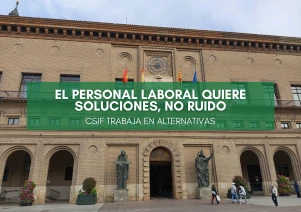 EL PERSONAL LABORAL QUIERE
SOLUCIONES, NO RUIDO
CSIF TRABAJA EN ALTERNATIVAS